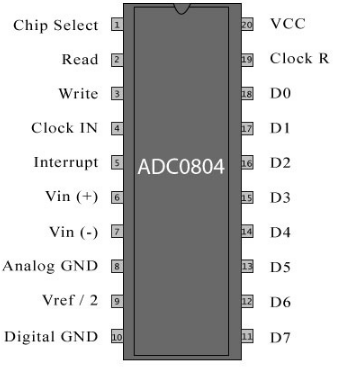 Chip Select 1 20 VCC
Read 2 19 Clock R
Write 3 18 D0
Clock IN 4 17 D1
Interrupt 5 ADC0804 16 D2
Vin (+) 6 15 D3
Vin (-) 7 14 D4
Analog GND 8 13 D5
Vref / 2 9 12 D6
Digital GND 10 11 D7